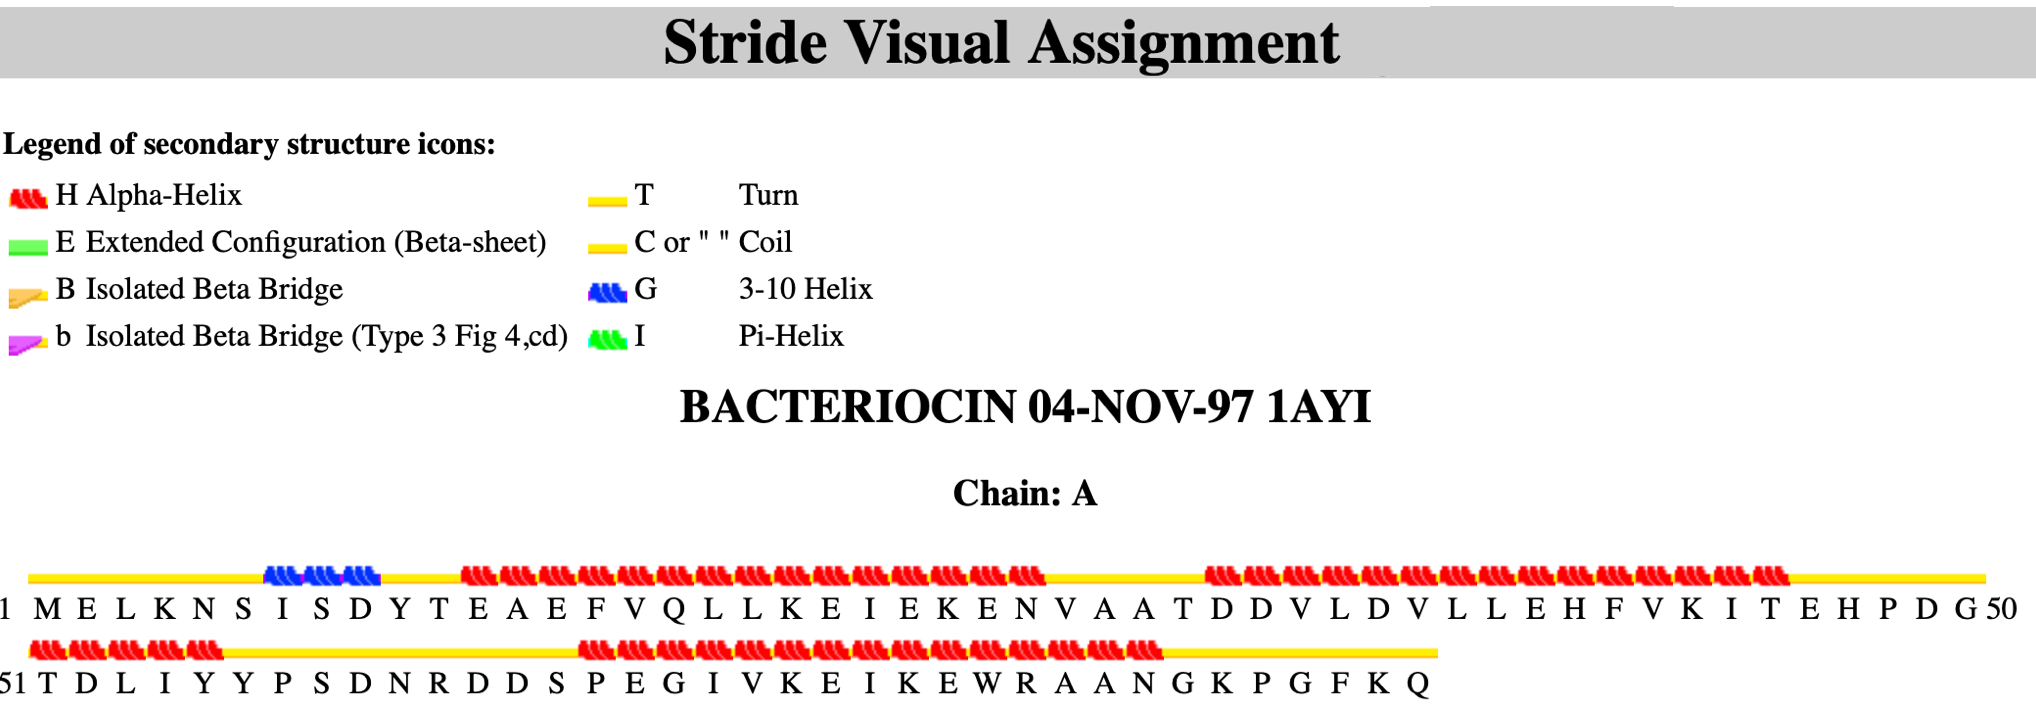 Stride Visual Assignment
Legend of secondary structure icons:
H Alpha-Helix T Turn
E Extended Configuration (Beta-sheet) C or " " Coil
B Isolated Beta Bridge G 3-10 Helix
b Isolated Beta Bridge (Type 3 Fig 4,cd) I Pi-Helix
BACTERIOCIN 04-NOV-97 1AYI
Chain: A
1 M E L K N S I S D Y T E A E F V Q L L K E I E K E N V A A T D D V L D V L L E H F V K I T E H P D G 50
51 T D L I Y Y P S D N R D D S P E G I V K E I K E W R A A N G K P G F K Q